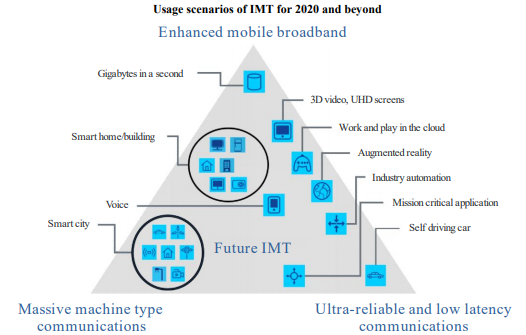 Usage scenarios of IMT for 2020 and beyond
Enhanced mobile broadband
Gigabytes in a second
3D video, UHD screens
Work and play in the cloud
Smart home/building
Augmented reality
Industry automation
Voice
Mission critical application
Smart city
Self driving car
Future IMT
Massive machine type
communications
Ultra-reliable and low latency
communications